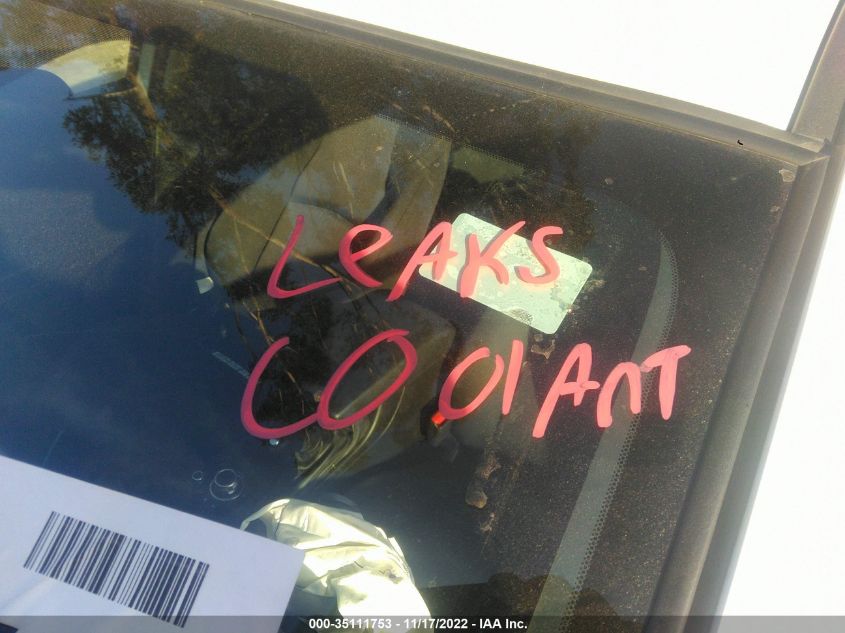 LeAKS
COOlAnT
000-35111753 - 11/17/2022 - IAA Inc.